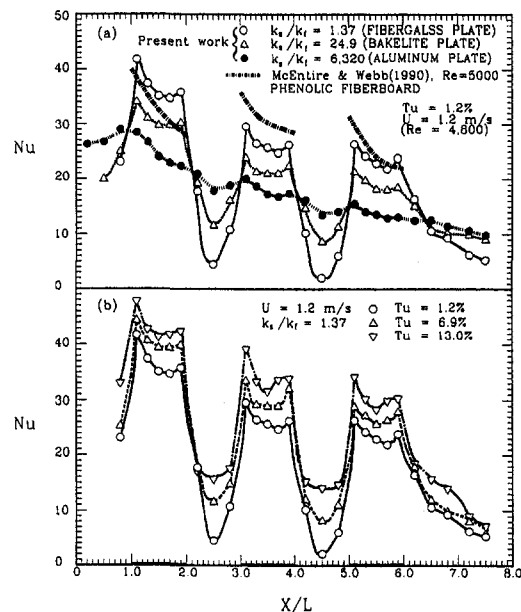 50
(a)
Present work
ks/kf = 1.37 (FIBERGALSS PLATE)
ks/kf = 24.9 (BAKELITE PLATE)
ks/kf = 6,320 (ALUMINUM PLATE)
McEntire & Webb(1990), Re=5000
PHENOLIC FIBERBOARD
Tu = 1.2%
U = 1.2 m/s
(Re = 4,600)
40
30
Nu
20
10
0
(b)
U = 1.2 m/s
ks/kf = 1.37
Tu = 1.2%
Tu = 6.9%
Tu = 13.0%
40
30
Nu
20
10
0
0.0 1.0 2.0 3.0 4.0 5.0 6.0 7.0 8.0
X/L